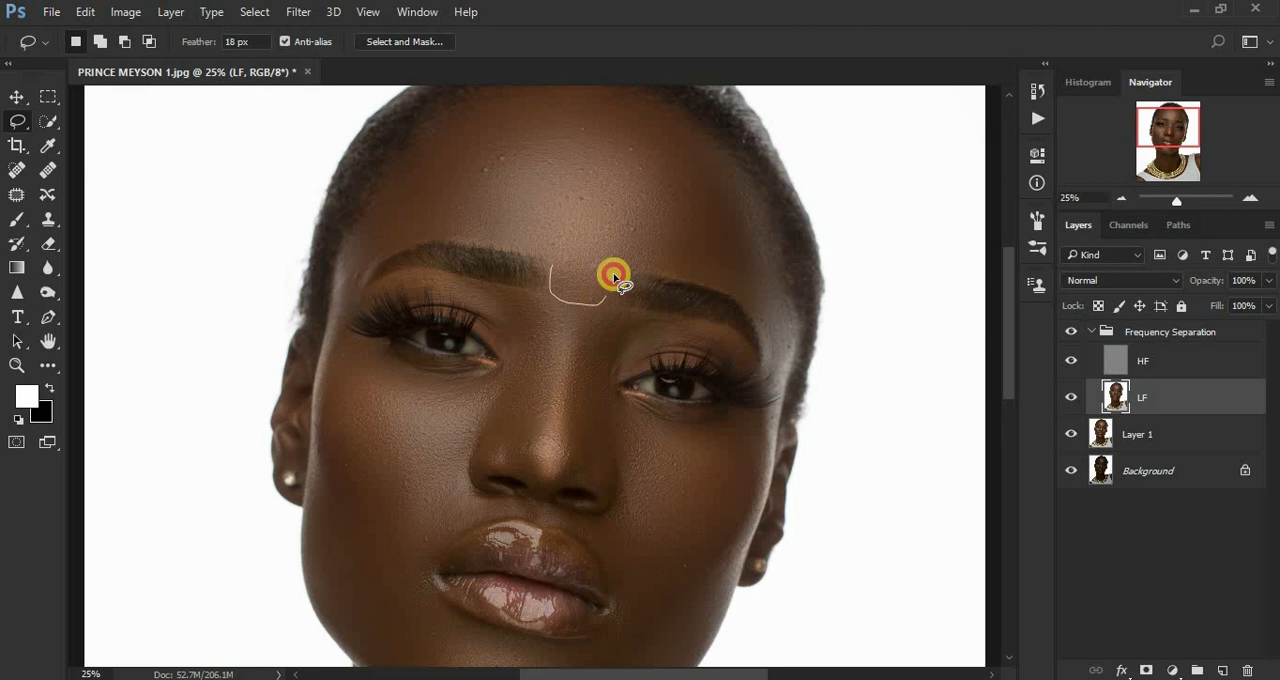 Ps File Edit Image Layer Type Select Filter 3D View Window Help
Feather: 18 px Anti-alias Select and Mask...
PRINCE MEYSON 1.jpg @ 25% (LF, RGB/8*) * ×
Histogram Navigator
25%
Layers Channels Paths
Kind
Normal Opacity: 100%
Lock: Fill: 100%
Frequency Separation
HF
LF
Layer 1
Background
25% Doc: 52.7M/206.1M